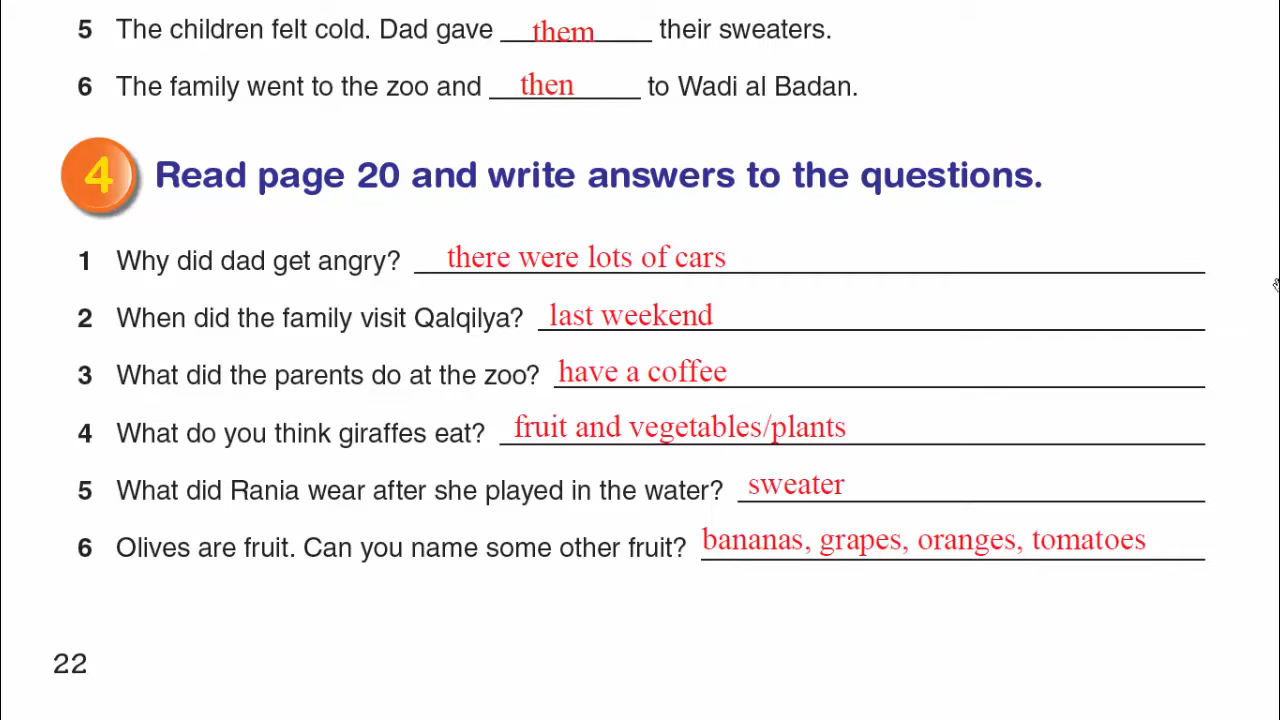 5 The children felt cold. Dad gave them their sweaters.
6 The family went to the zoo and then to Wadi al Badan.
4 Read page 20 and write answers to the questions.
1 Why did dad get angry? there were lots of cars
2 When did the family visit Qalqilya? last weekend
3 What did the parents do at the zoo? have a coffee
4 What do you think giraffes eat? fruit and vegetables/plants
5 What did Rania wear after she played in the water? sweater
6 Olives are fruit. Can you name some other fruit? bananas, grapes, oranges, tomatoes
22